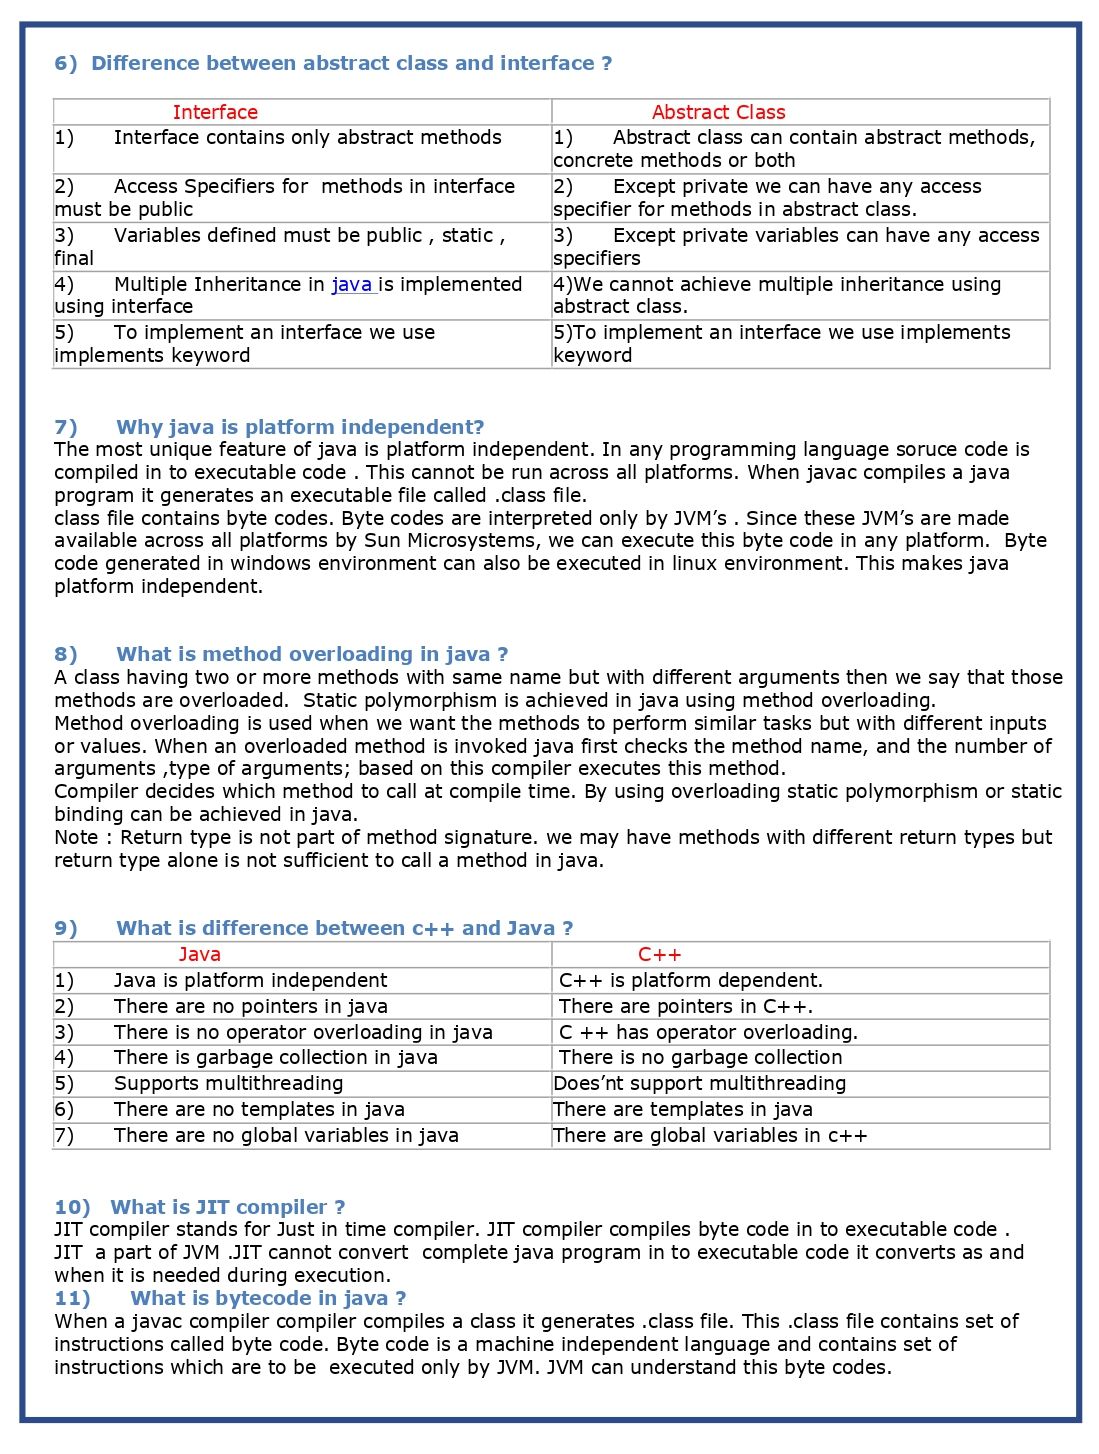 6)  Difference between abstract class and interface ?
Interface
Abstract Class
1)      Interface contains only abstract methods
1)      Abstract class can contain abstract methods,
concrete methods or both
2)      Access Specifiers for  methods in interface
must be public
2)      Except private we can have any access
specifier for methods in abstract class.
3)      Variables defined must be public , static ,
final
3)      Except private variables can have any access
specifiers
4)      Multiple Inheritance in java is implemented
using interface
4)We cannot achieve multiple inheritance using
abstract class.
5)      To implement an interface we use
implements keyword
5)To implement an interface we use implements
keyword
7)      Why java is platform independent?
The most unique feature of java is platform independent. In any programming language soruce code is
compiled in to executable code . This cannot be run across all platforms. When javac compiles a java
program it generates an executable file called .class file.
class file contains byte codes. Byte codes are interpreted only by JVM’s . Since these JVM’s are made
available across all platforms by Sun Microsystems, we can execute this byte code in any platform.  Byte
code generated in windows environment can also be executed in linux environment. This makes java
platform independent.
8)      What is method overloading in java ?
A class having two or more methods with same name but with different arguments then we say that those
methods are overloaded.  Static polymorphism is achieved in java using method overloading.
Method overloading is used when we want the methods to perform similar tasks but with different inputs
or values. When an overloaded method is invoked java first checks the method name, and the number of
arguments ,type of arguments; based on this compiler executes this method.
Compiler decides which method to call at compile time. By using overloading static polymorphism or static
binding can be achieved in java.
Note : Return type is not part of method signature. we may have methods with different return types but
return type alone is not sufficient to call a method in java.
9)      What is difference between c++ and Java ?
Java
C++
1)      Java is platform independent
C++ is platform dependent.
2)      There are no pointers in java
There are pointers in C++.
3)      There is no operator overloading in java
C ++ has operator overloading.
4)      There is garbage collection in java
There is no garbage collection
5)      Supports multithreading
Does’nt support multithreading
6)      There are no templates in java
There are templates in java
7)      There are no global variables in java
There are global variables in c++
10)   What is JIT compiler ?
JIT compiler stands for Just in time compiler. JIT compiler compiles byte code in to executable code .
JIT  a part of JVM .JIT cannot convert  complete java program in to executable code it converts as and
when it is needed during execution.
11)      What is bytecode in java ?
When a javac compiler compiler compiles a class it generates .class file. This .class file contains set of
instructions called byte code. Byte code is a machine independent language and contains set of
instructions which are to be  executed only by JVM. JVM can understand this byte codes.